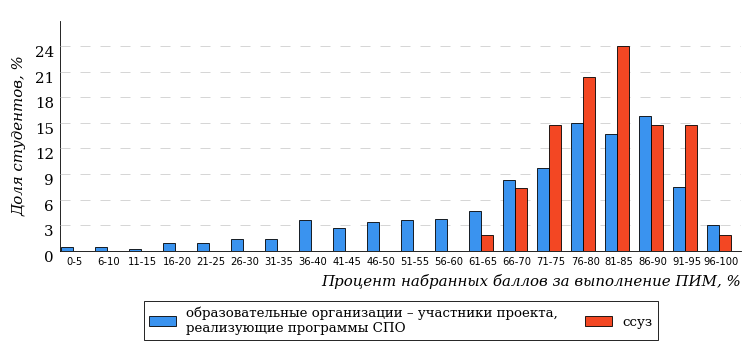 Доля студентов, %
24
21
18
15
12
9
6
3
0
0-5 6-10 11-15 16-20 21-25 26-30 31-35 36-40 41-45 46-50 51-55 56-60 61-65 66-70 71-75 76-80 81-85 86-90 91-95 96-100
Процент набранных баллов за выполнение ПИМ, %
образовательные организации – участники проекта,
реализующие программы СПО
ссуз